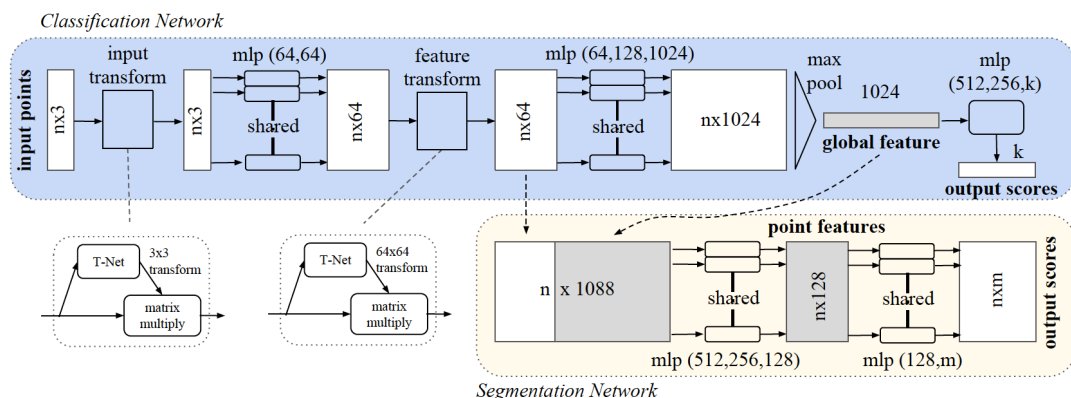 Classification Network
input points
nx3
input
transform
nx3
mlp (64,64)
shared
nx64
feature
transform
nx64
mlp (64,128,1024)
shared
nx1024
max
pool
1024
global feature
mlp
(512,256,k)
k
output scores
T-Net
3x3
transform
matrix
multiply
T-Net
64x64
transform
matrix
multiply
point features
n x 1088
shared
mlp (512,256,128)
nx128
shared
mlp (128,m)
nxm
output scores
Segmentation Network